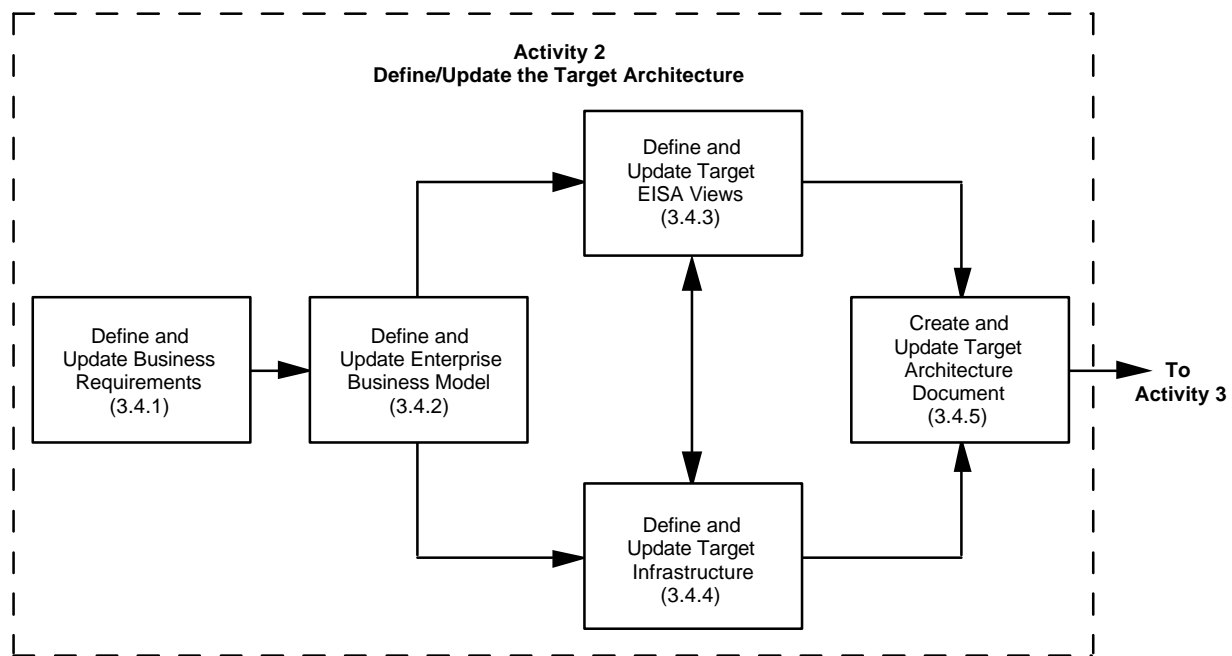 Activity 2
Define/Update the Target Architecture
Define and
Update Business
Requirements
(3.4.1)
Define and
Update Enterprise
Business Model
(3.4.2)
Define and
Update Target
EISA Views
(3.4.3)
Define and
Update Target
Infrastructure
(3.4.4)
Create and
Update Target
Architecture
Document
(3.4.5)
To
Activity 3